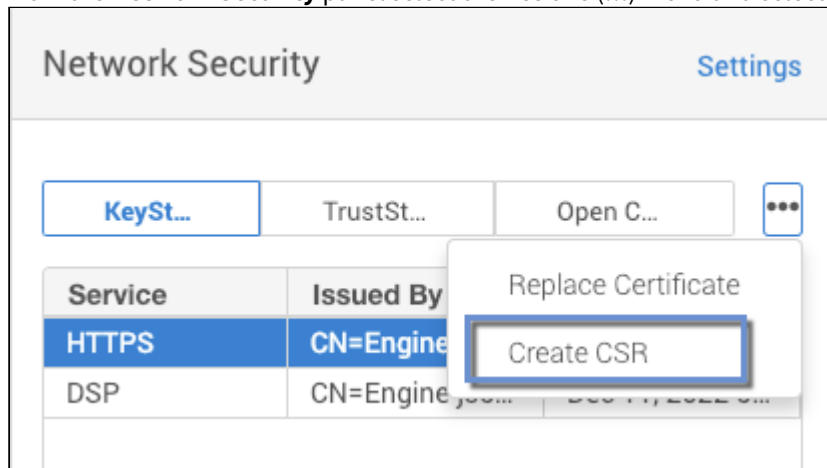 Network Security
Settings
KeySt...
TrustSt...
Open C...
•••
Service
Issued By
Replace Certificate
HTTPS
CN=Engine
Create CSR
DSP
CN=Engine